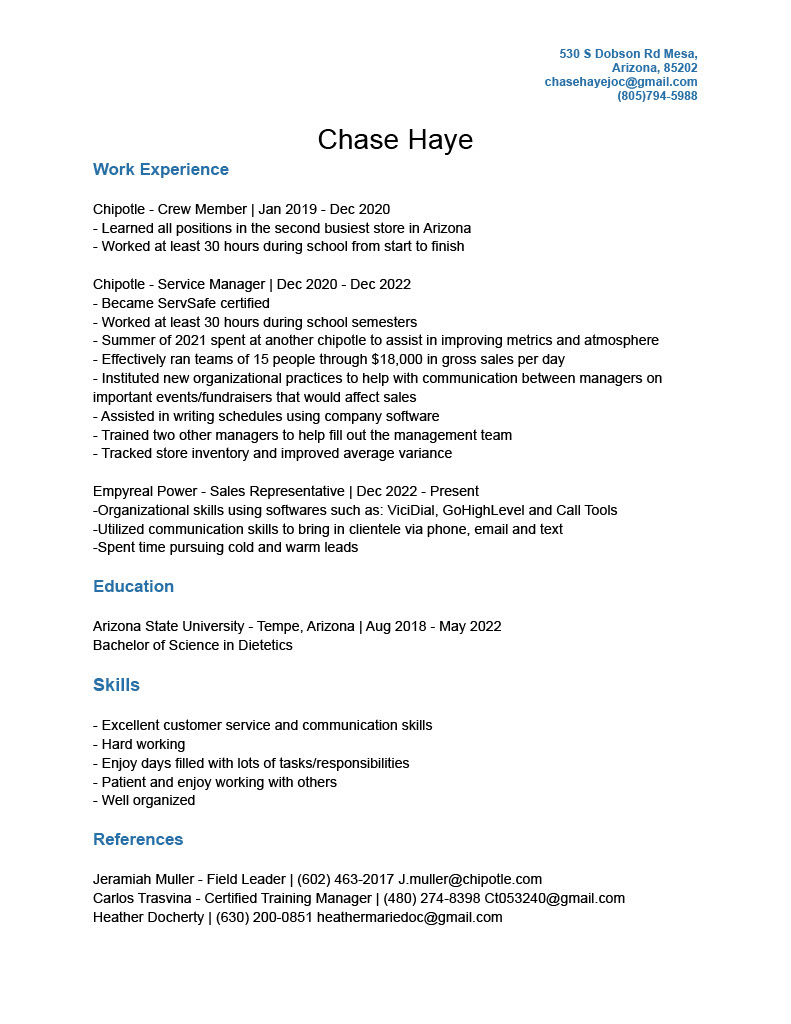 530 S Dobson Rd Mesa,
Arizona, 85202
chasehayejoc@gmail.com
(805)794-5988
Chase Haye
Work Experience
Chipotle - Crew Member | Jan 2019 - Dec 2020
- Learned all positions in the second busiest store in Arizona
- Worked at least 30 hours during school from start to finish
Chipotle - Service Manager | Dec 2020 - Dec 2022
- Became ServSafe certified
- Worked at least 30 hours during school semesters
- Summer of 2021 spent at another chipotle to assist in improving metrics and atmosphere
- Effectively ran teams of 15 people through $18,000 in gross sales per day
- Instituted new organizational practices to help with communication between managers on
important events/fundraisers that would affect sales
- Assisted in writing schedules using company software
- Trained two other managers to help fill out the management team
- Tracked store inventory and improved average variance
Empyreal Power - Sales Representative | Dec 2022 - Present
-Organizational skills using softwares such as: ViciDial, GoHighLevel and Call Tools
-Utilized communication skills to bring in clientele via phone, email and text
-Spent time pursuing cold and warm leads
Education
Arizona State University - Tempe, Arizona | Aug 2018 - May 2022
Bachelor of Science in Dietetics
Skills
- Excellent customer service and communication skills
- Hard working
- Enjoy days filled with lots of tasks/responsibilities
- Patient and enjoy working with others
- Well organized
References
Jeramiah Muller - Field Leader | (602) 463-2017 J.muller@chipotle.com
Carlos Trasvina - Certified Training Manager | (480) 274-8398 Ct053240@gmail.com
Heather Docherty | (630) 200-0851 heathermariedoc@gmail.com